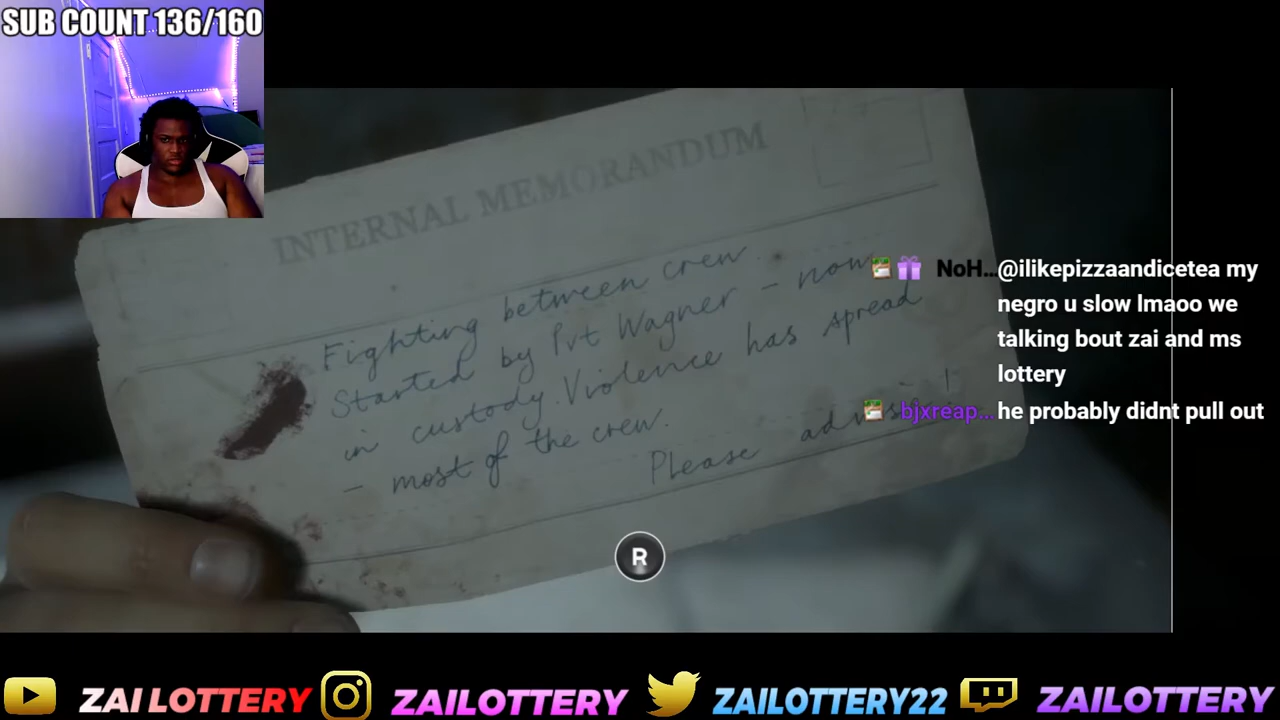 SUB COUNT 136/160
INTERNAL MEMORANDUM
Fighting between crew.
Started by Pvt Wagner - now
in custody. Violence has spread
- most of the crew.
Please advise!
R
NoH... @ilikepizzaandicetea my
negro u slow lmaoo we
talking bout zai and ms
lottery
bjxreap... he probably didnt pull out
ZAI LOTTERY
ZAILOTTERY
ZAILOTTERY22
ZAILOTTERY